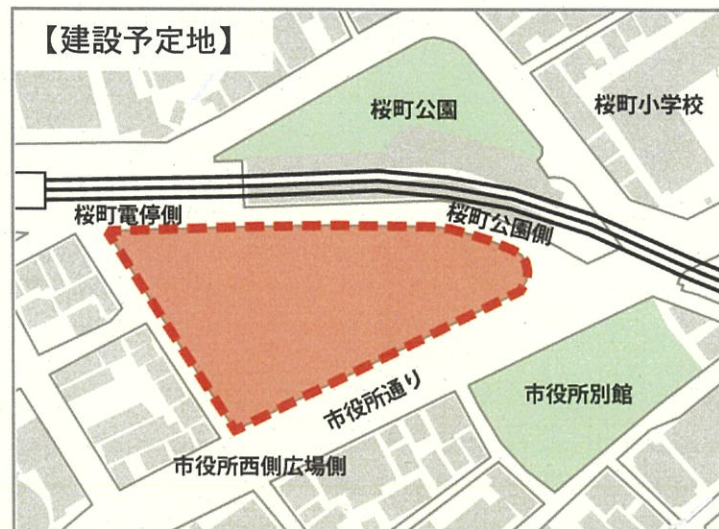 【建設予定地】
桜町公園
桜町小学校
桜町電停側
桜町公園側
市役所通り
市役所別館
市役所西側広場側